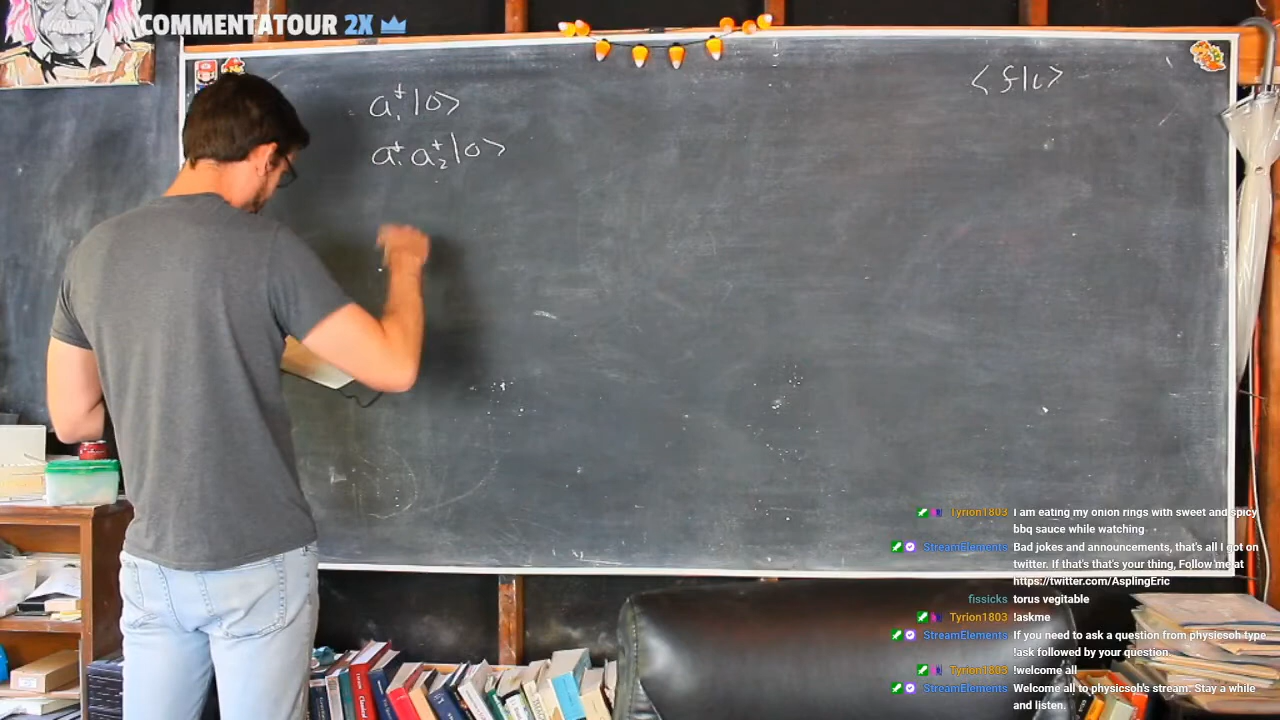 COMMENTATOUR 2X
a₁†|0>
<f|i>
a₁†a₂†|0>
Tyrion1803 I am eating my onion rings with sweet and spicy
bbq sauce while watching
StreamElements Bad jokes and announcements, that's all I got on
twitter. If that's that's your thing, Follow me at
https://twitter.com/AsplingEric
fissicks torus vegitable
Tyrion1803 !askme
StreamElements If you need to ask a question from physicsoh type
!ask followed by your question.
Tyrion1803 !welcome all
StreamElements Welcome all to physicsoh's stream. Stay a while
and listen.